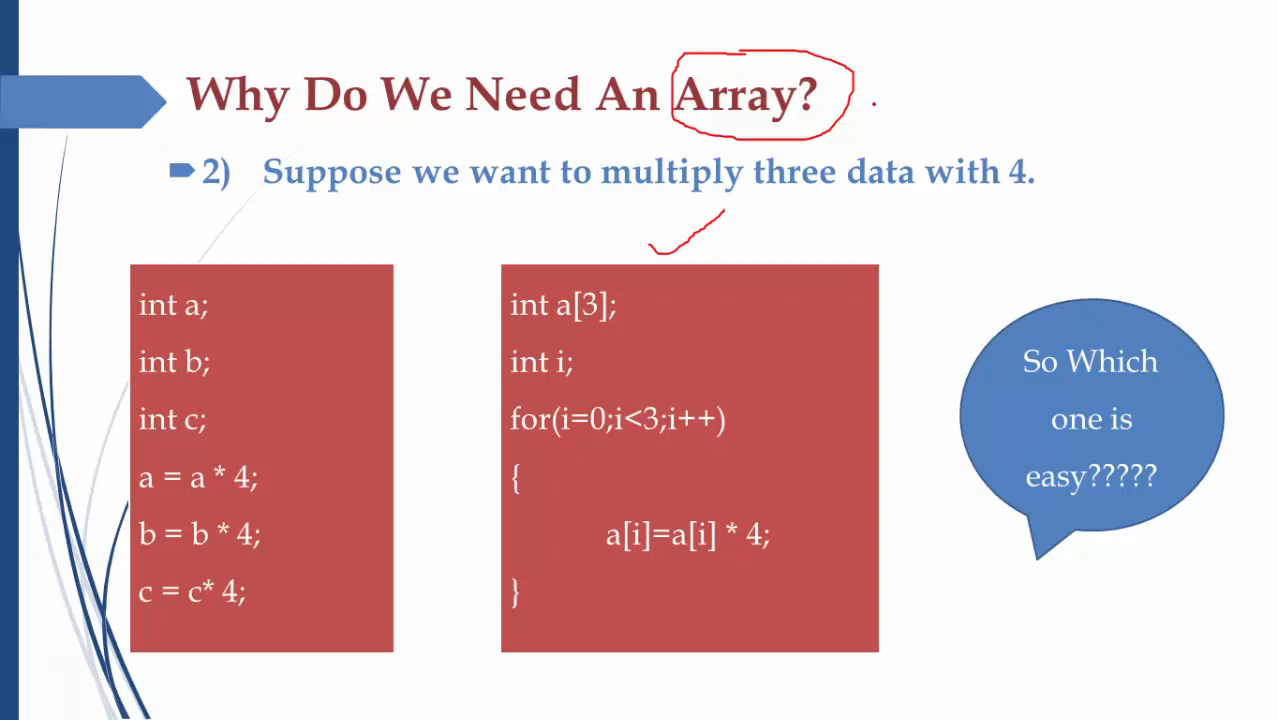 Why Do We Need An Array?
2) Suppose we want to multiply three data with 4.
int a;
int b;
int c;
a = a * 4;
b = b * 4;
c = c* 4;
int a[3];
int i;
for(i=0;i<3;i++)
{
a[i]=a[i] * 4;
}
So Which
one is
easy?????